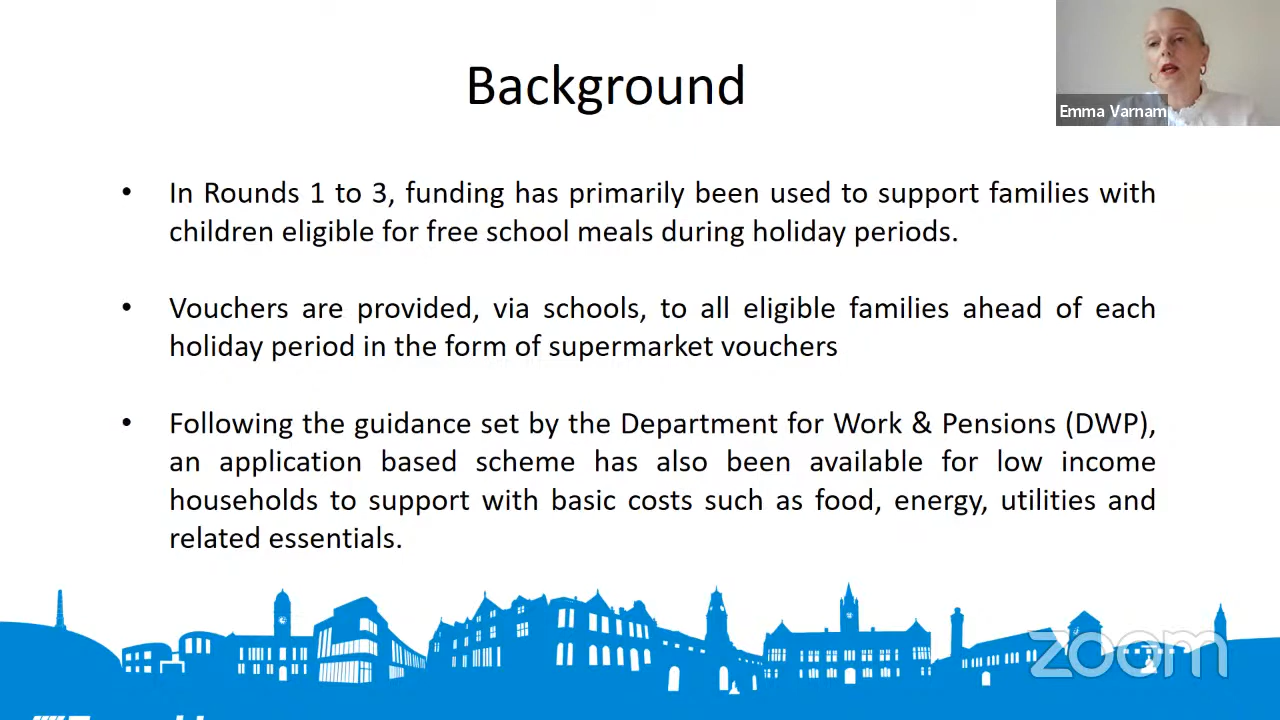 Background
Emma Varnam
• In Rounds 1 to 3, funding has primarily been used to support families with
children eligible for free school meals during holiday periods.
• Vouchers are provided, via schools, to all eligible families ahead of each
holiday period in the form of supermarket vouchers
• Following the guidance set by the Department for Work & Pensions (DWP),
an application based scheme has also been available for low income
households to support with basic costs such as food, energy, utilities and
related essentials.
zoom